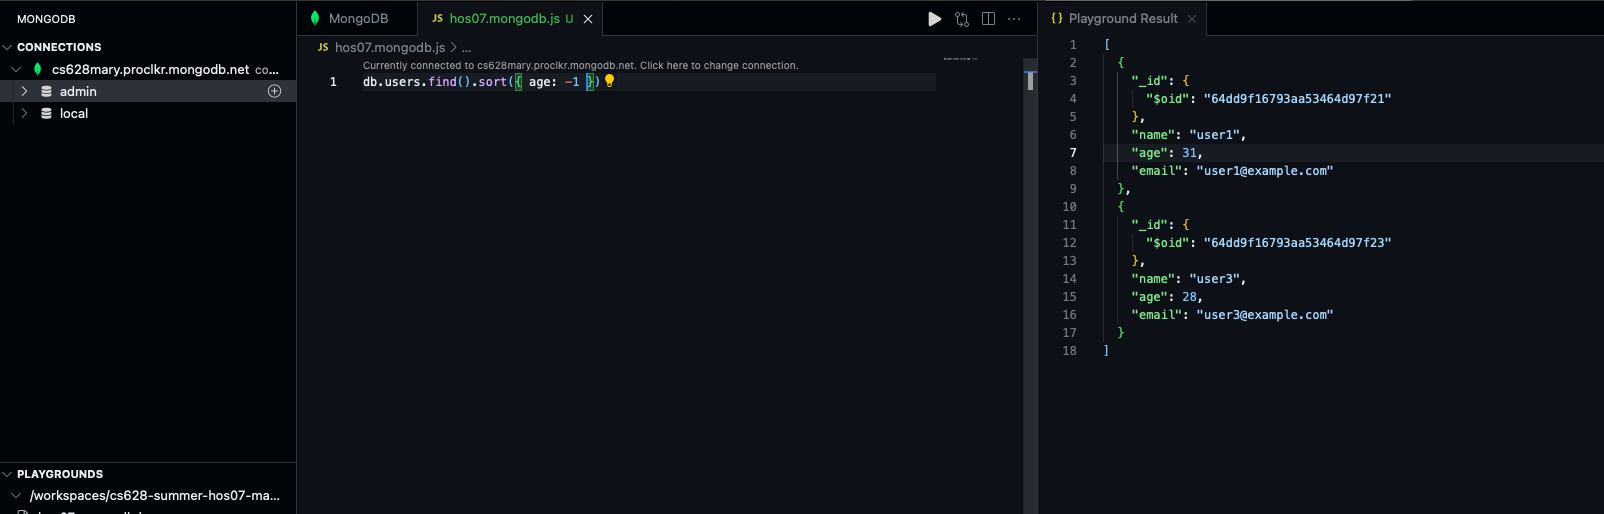 MONGODB
CONNECTIONS
cs628mary.proclkr.mongodb.net co...
admin
local
PLAYGROUNDS
/workspaces/cs628-summer-hos07-ma...
MongoDB
JS hos07.mongodb.js U
JS hos07.mongodb.js > ...
Currently connected to cs628mary.proclkr.mongodb.net. Click here to change connection.
1 db.users.find().sort({ age: -1 })
{} Playground Result
1 [
2 {
3 "_id": {
4 "$oid": "64dd9f16793aa53464d97f21"
5 },
6 "name": "user1",
7 "age": 31,
8 "email": "user1@example.com"
9 },
10 {
11 "_id": {
12 "$oid": "64dd9f16793aa53464d97f23"
13 },
14 "name": "user3",
15 "age": 28,
16 "email": "user3@example.com"
17 }
18 ]